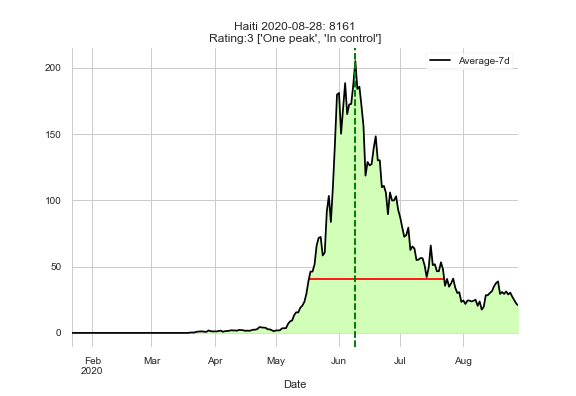 Haiti 2020-08-28: 8161
Rating:3 ['One peak', 'In control']
Average-7d
200
150
100
50
0
Feb
2020
Mar
Apr
May
Jun
Jul
Aug
Date